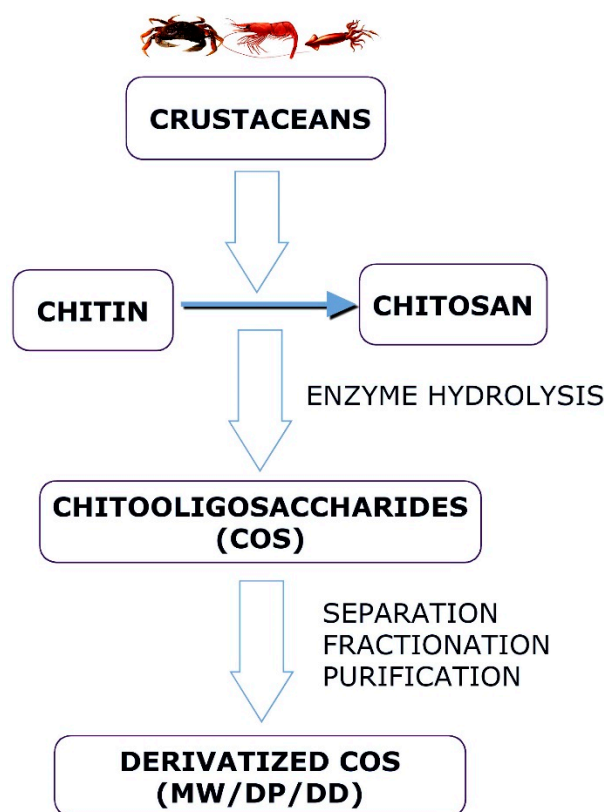 CRUSTACEANS
CHITIN
CHITOSAN
ENZYME HYDROLYSIS
CHITOOLIGOSACCHARIDES
(COS)
SEPARATION
FRACTIONATION
PURIFICATION
DERIVATIZED COS
(MW/DP/DD)